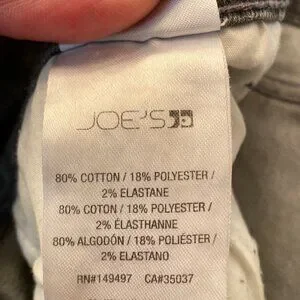 JOE'S
80% COTTON / 18% POLYESTER /
2% ELASTANE
80% COTON / 18% POLYESTER /
2% ÉLASTHANNE
80% ALGODÓN / 18% POLIÉSTER /
2% ELASTANO
RN#149497 CA#35037